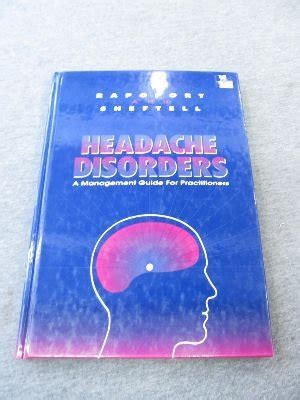 RAPOPORT
AND
SHEFTELL
HEADACHE
DISORDERS
A Management Guide For Practitioners